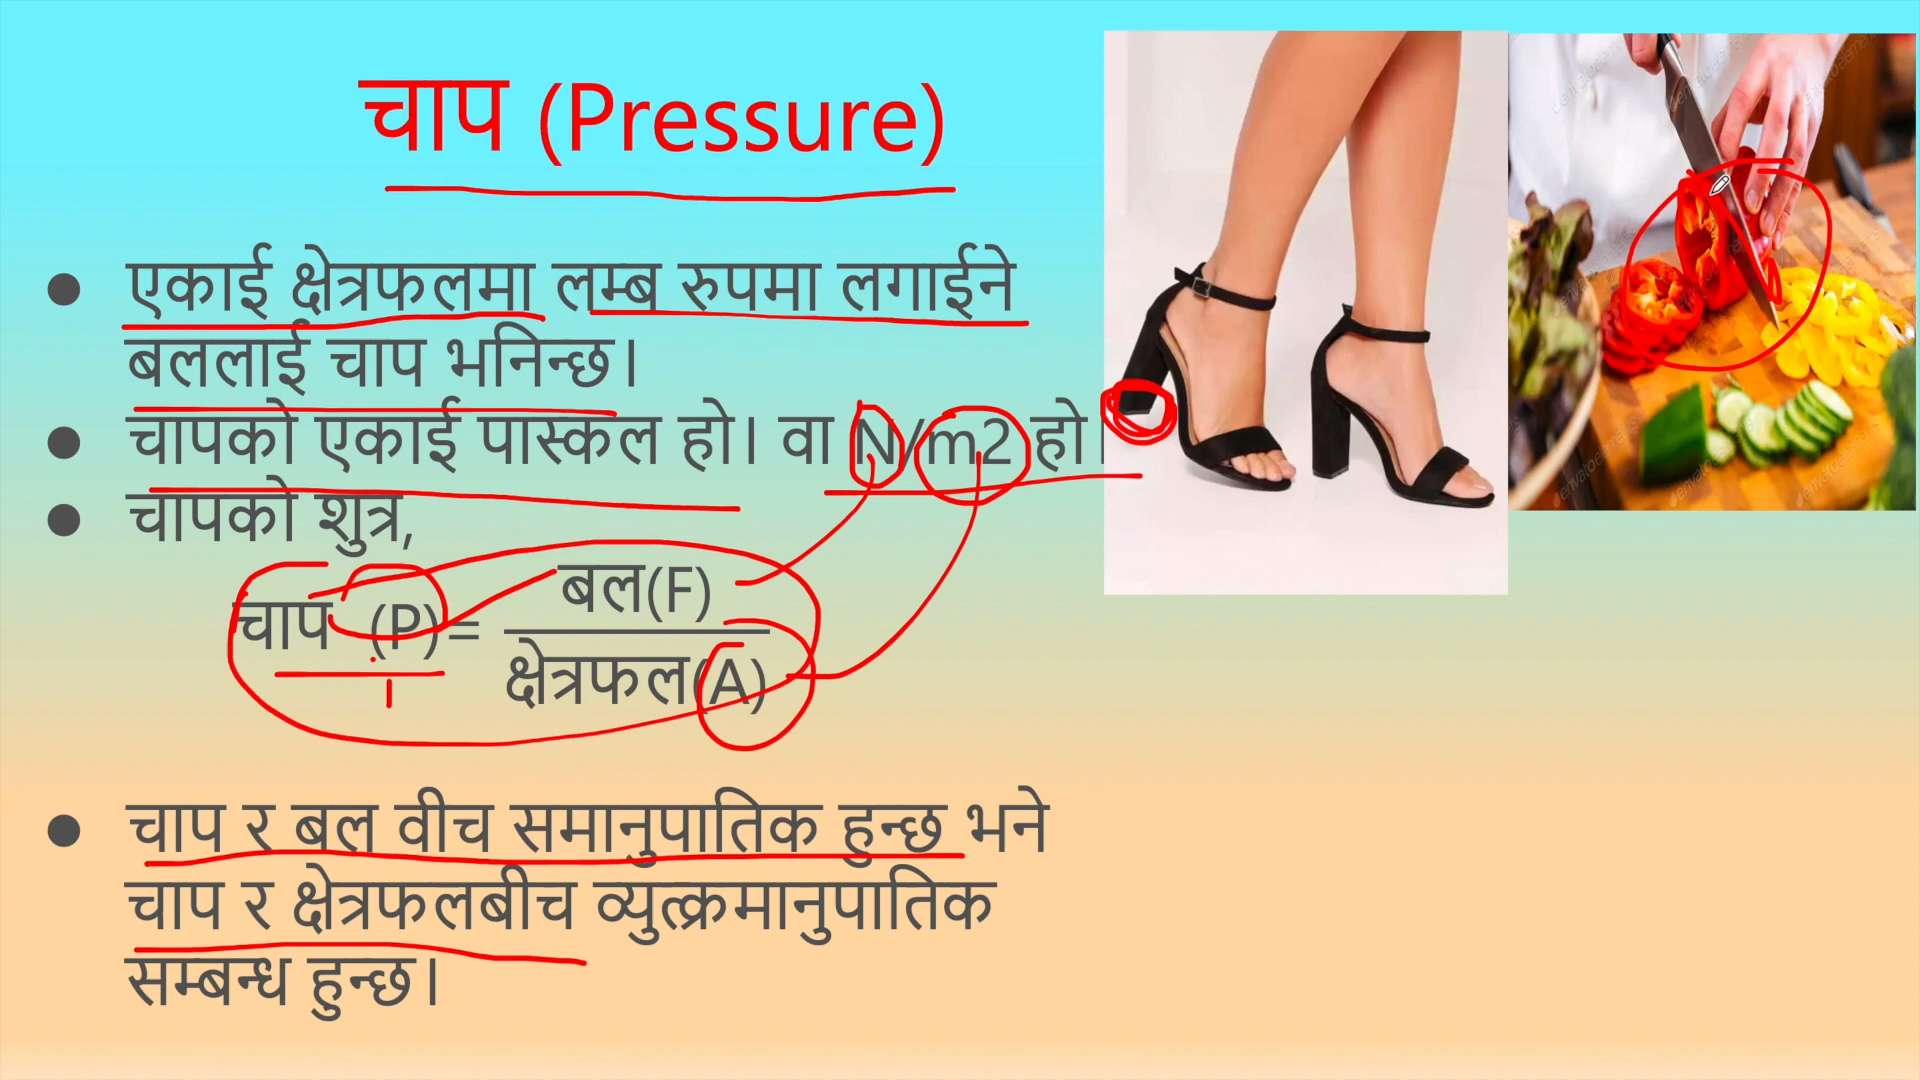 चाप (Pressure)
एकाई क्षेत्रफलमा लम्ब रुपमा लगाईने
बललाई चाप भनिन्छ।
चापको एकाई पास्कल हो। वा N/m2 हो।
चापको शुत्र,
चाप (P)= बल(F)
क्षेत्रफल(A)
चाप र बल वीच समानुपातिक हुन्छ भने
चाप र क्षेत्रफलबीच व्युत्क्रमानुपातिक
सम्बन्ध हुन्छ।